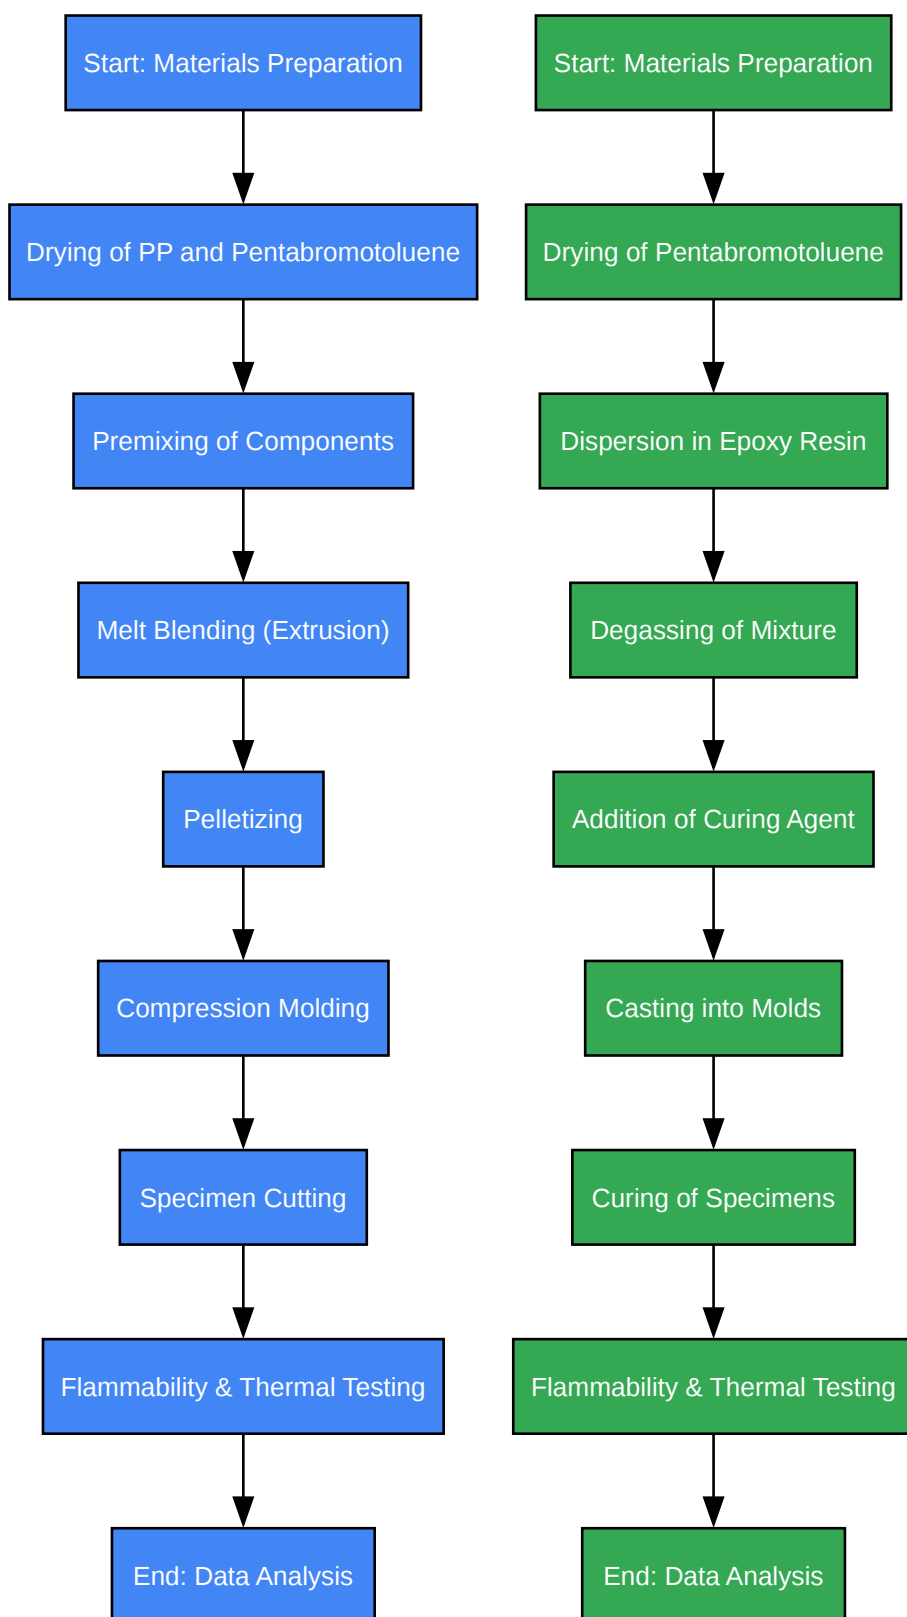 Start: Materials Preparation
Drying of PP and Pentabromotoluene
Premixing of Components
Melt Blending (Extrusion)
Pelletizing
Compression Molding
Specimen Cutting
Flammability & Thermal Testing
End: Data Analysis
Start: Materials Preparation
Drying of Pentabromotoluene
Dispersion in Epoxy Resin
Degassing of Mixture
Addition of Curing Agent
Casting into Molds
Curing of Specimens
Flammability & Thermal Testing
End: Data Analysis